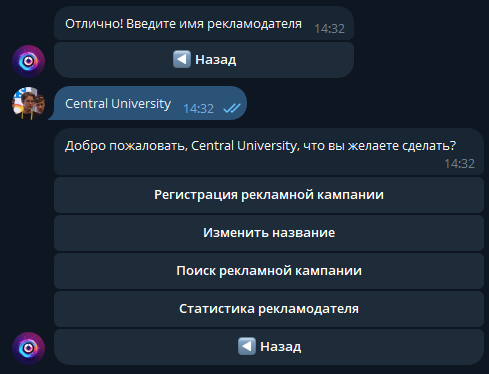 Отлично! Введите имя рекламодателя 14:32
◀ Назад
Central University 14:32
Добро пожаловать, Central University, что вы желаете сделать?
14:32
Регистрация рекламной кампании
Изменить название
Поиск рекламной кампании
Статистика рекламодателя
◀ Назад